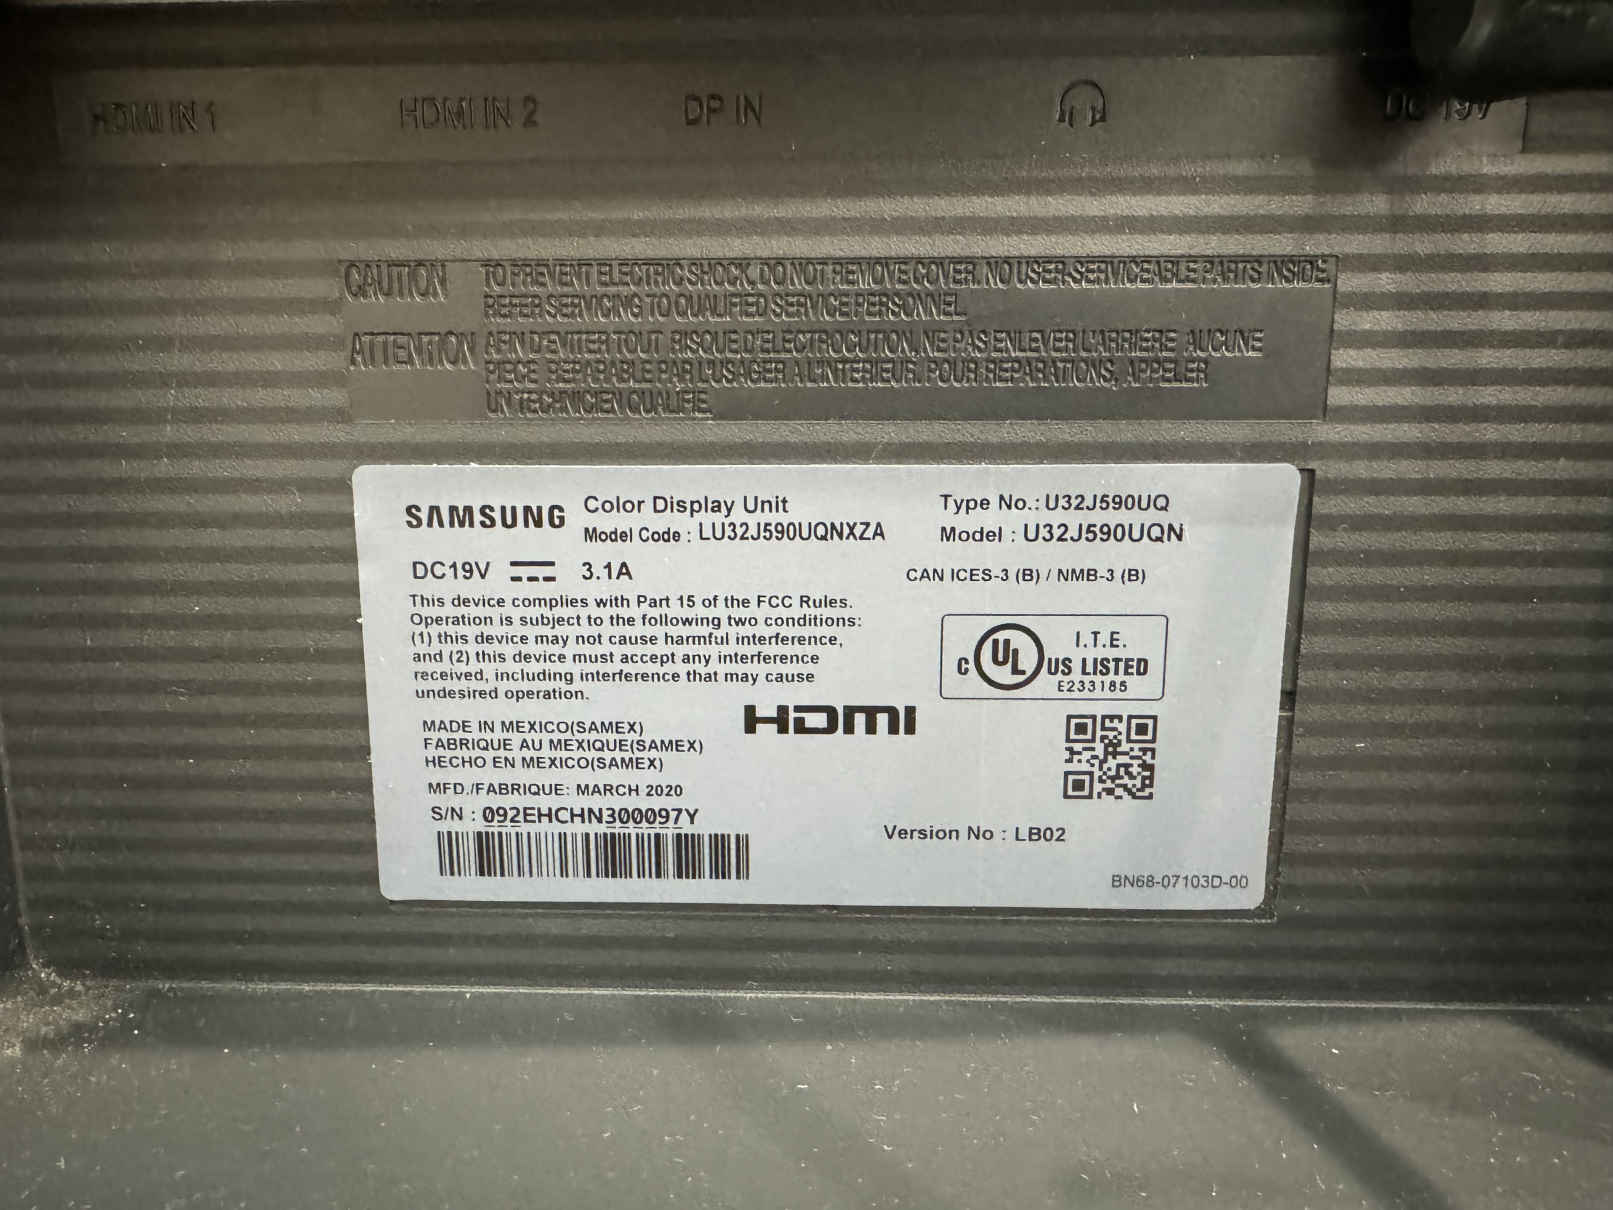 HDMI IN 1 HDMI IN 2 DP IN DC 19V
CAUTION TO PREVENT ELECTRIC SHOCK, DO NOT REMOVE COVER. NO USER-SERVICEABLE PARTS INSIDE.
REFER SERVICING TO QUALIFIED SERVICE PERSONNEL.
ATTENTION AFIN D'EVITER TOUT RISQUE D'ELECTROCUTION, NE PAS ENLEVER L'ARRIERE AUCUNE
PIECE REPARABLE PAR L'USAGER A L'INTERIEUR. POUR REPARATIONS, APPELER
UN TECHNICIEN QUALIFIE.
SAMSUNG Color Display Unit
Model Code : LU32J590UQNXZA
Type No.: U32J590UQ
Model : U32J590UQN
DC19V 3.1A
CAN ICES-3 (B) / NMB-3 (B)
This device complies with Part 15 of the FCC Rules.
Operation is subject to the following two conditions:
(1) this device may not cause harmful interference,
and (2) this device must accept any interference
received, including interference that may cause
undesired operation.
C UL US LISTED
I.T.E.
E233185
HDMI
MADE IN MEXICO(SAMEX)
FABRIQUE AU MEXIQUE(SAMEX)
HECHO EN MEXICO(SAMEX)
MFD./FABRIQUE: MARCH 2020
S/N : 092EHCHN300097Y
Version No : LB02
BN68-07103D-00